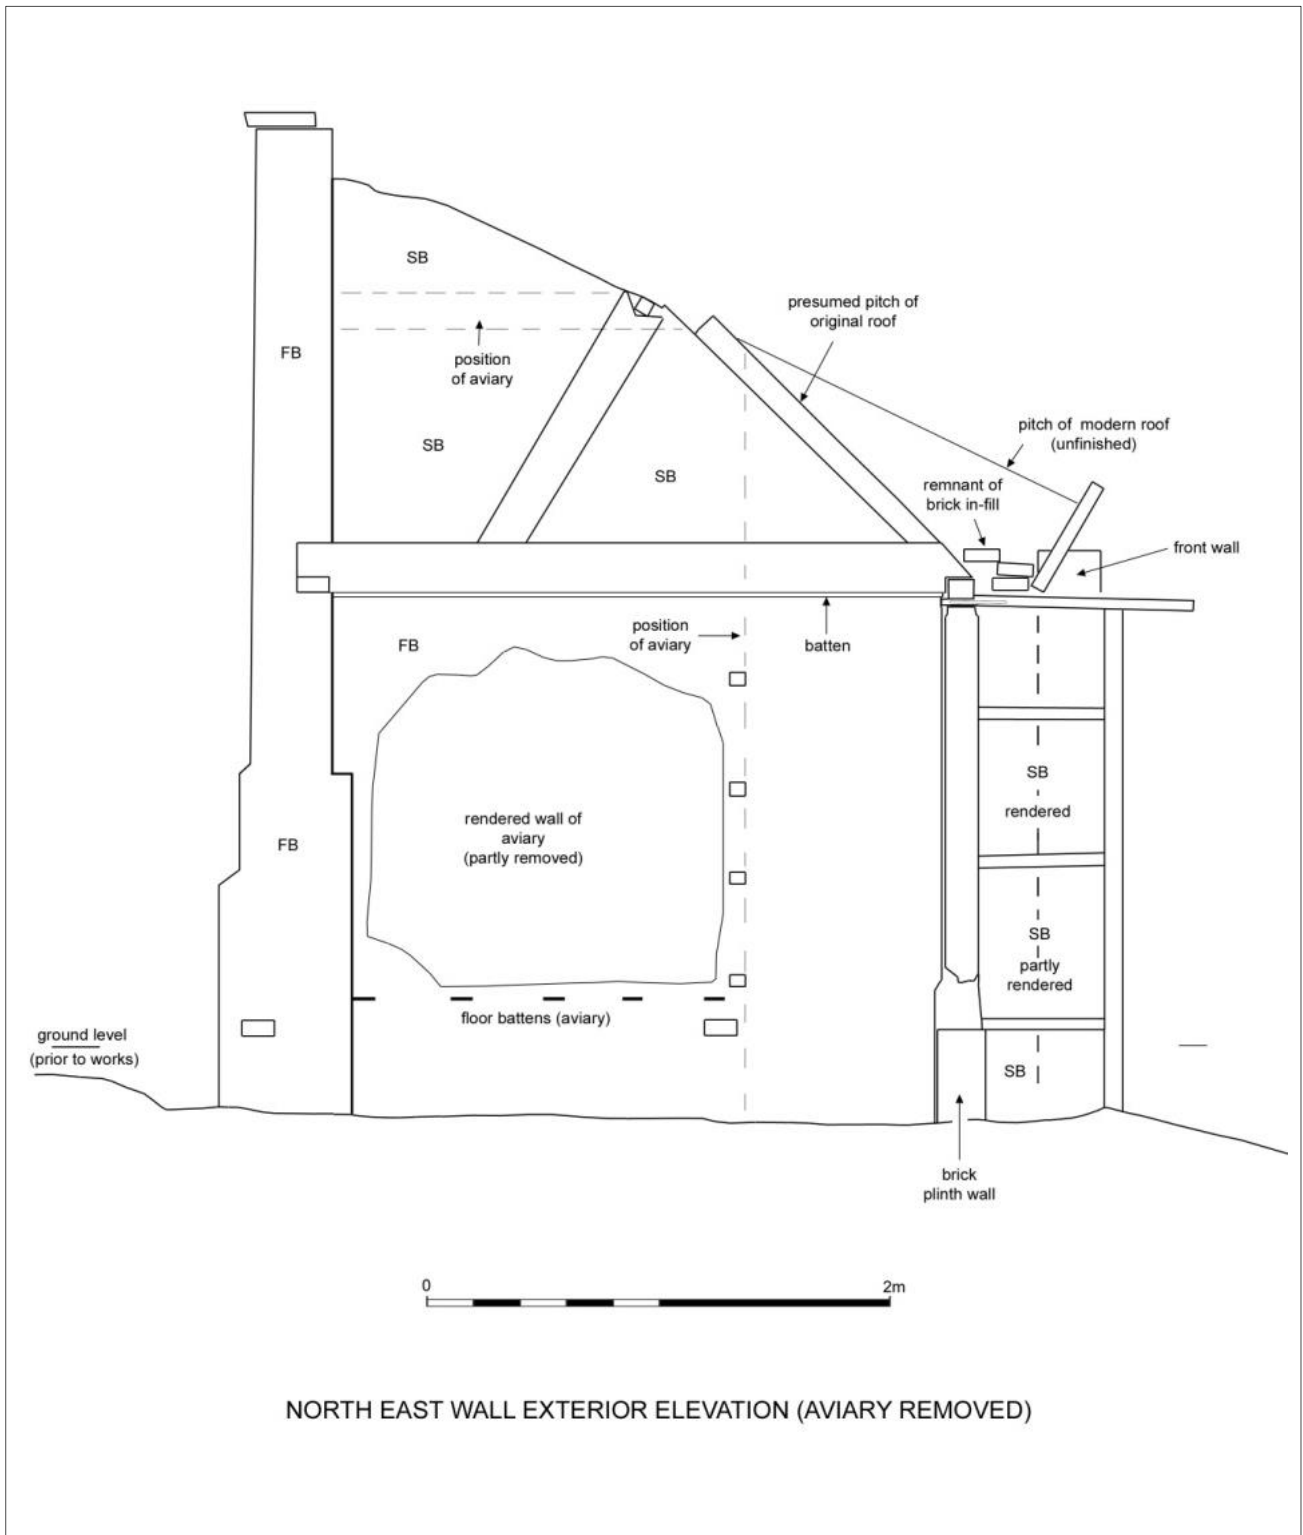 SB
presumed pitch of
original roof
FB
position
of aviary
pitch of modern roof
(unfinished)
SB
SB
remnant of
brick in-fill
front wall
position
of aviary
FB
batten
SB
rendered
rendered wall of
aviary
(partly removed)
FB
SB
partly
rendered
floor battens (aviary)
ground level
(prior to works)
SB
brick
plinth wall
0
2m
NORTH EAST WALL EXTERIOR ELEVATION (AVIARY REMOVED)